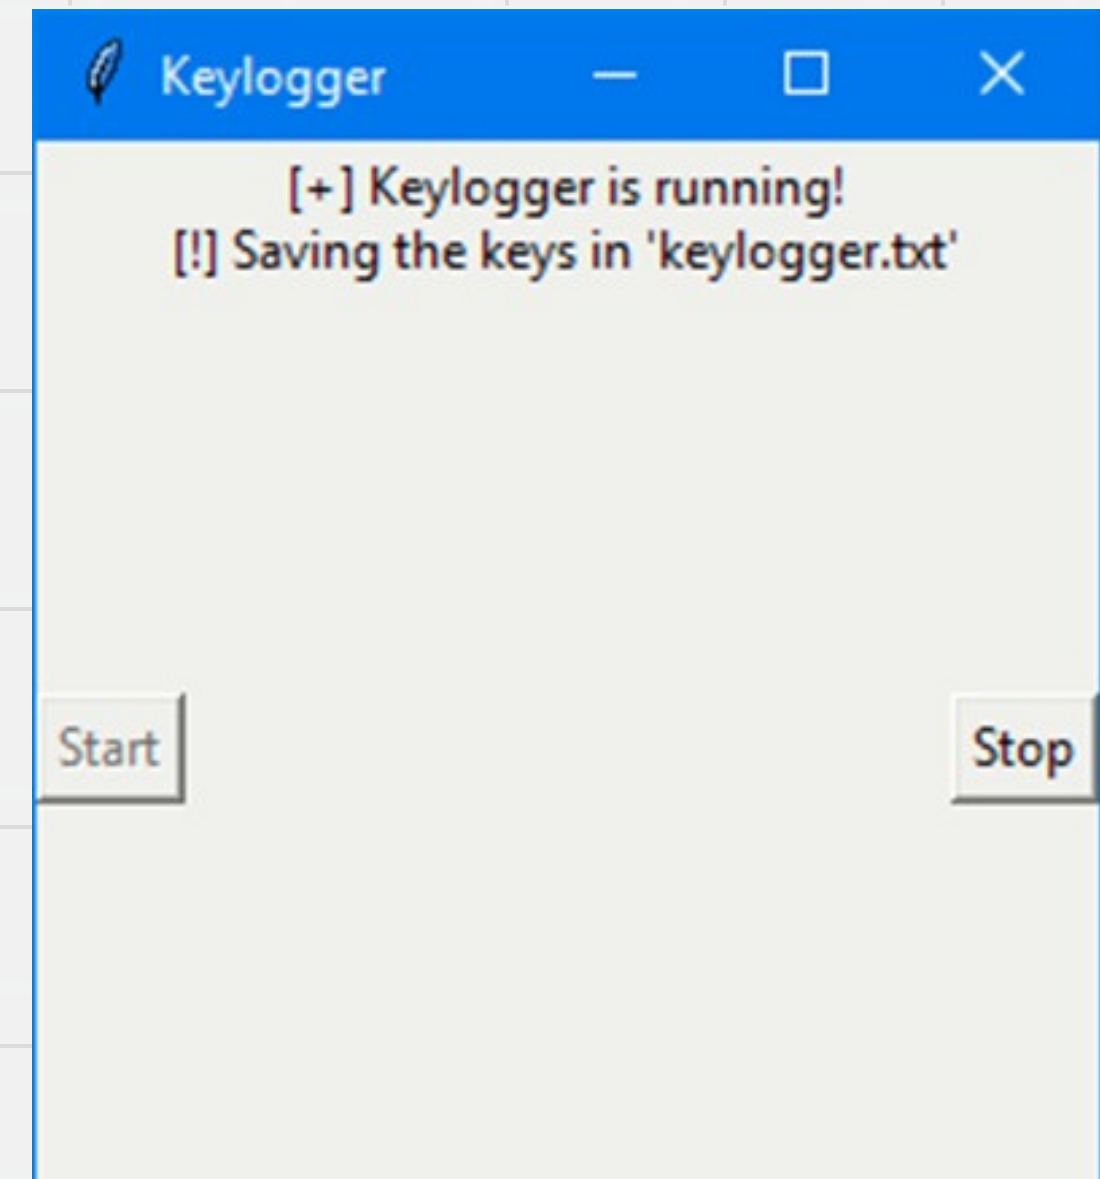 Keylogger
[+] Keylogger is running!
[!] Saving the keys in 'keylogger.txt'
Start
Stop